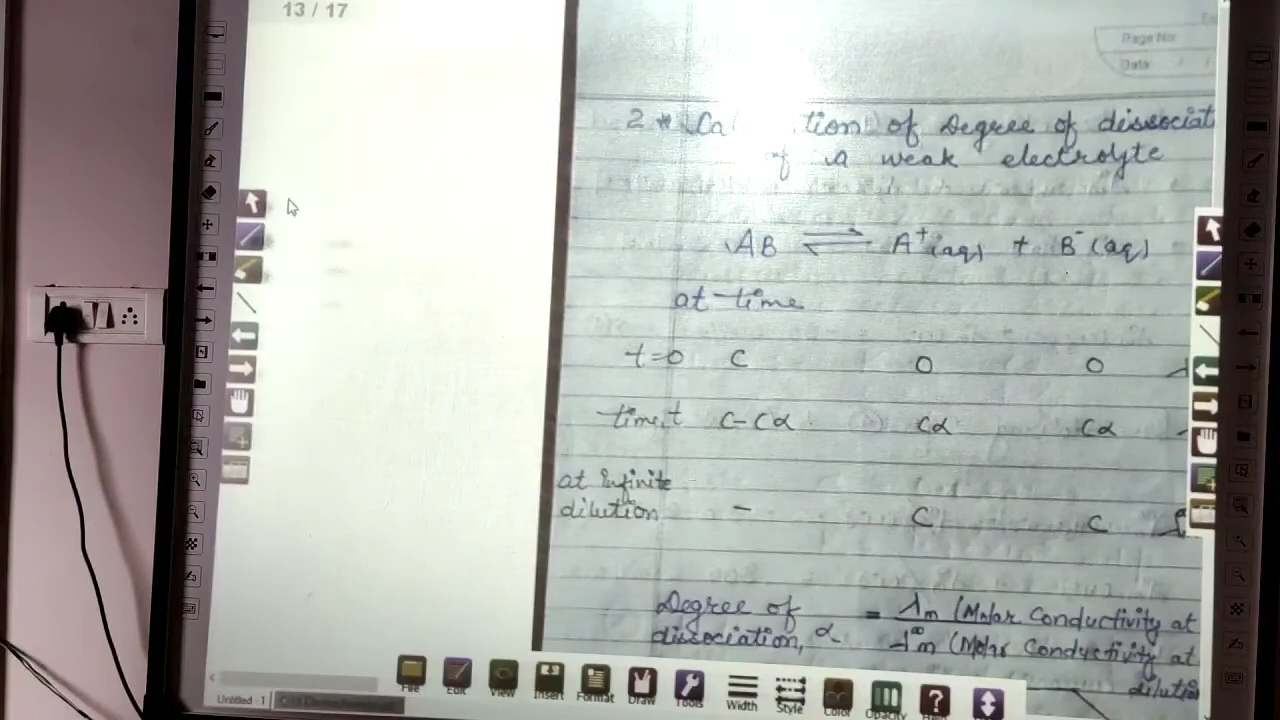 13 / 17
Page No.
Date
2 # Ca tion of Degree of dissociat
of a weak electrolyte
AB ⇌ A⁺(aq) + B⁻(aq)
at time
t=0 C 0 0
time,t C-Cα Cα Cα
at infinite
dilution - C C
Degree of = λm (Molar Conductivity at
dissociation, α λ∞m (Molar Conductivity at
dilution
File Edit View Insert Format Draw Tools Width Style Color Opacity
Untitled - 1